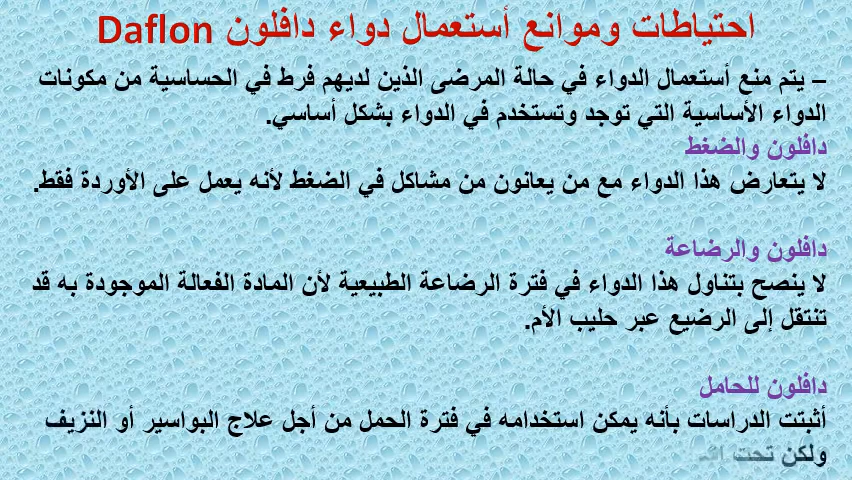 احتياطات وموانع أستعمال دواء دافلون Daflon
– يتم منع أستعمال الدواء في حالة المرضى الذين لديهم فرط في الحساسية من مكونات
الدواء الأساسية التي توجد وتستخدم في الدواء بشكل أساسي.
دافلون والضغط
لا يتعارض هذا الدواء مع من يعانون من مشاكل في الضغط لأنه يعمل على الأوردة فقط.
دافلون والرضاعة
لا ينصح بتناول هذا الدواء في فترة الرضاعة الطبيعية لأن المادة الفعالة الموجودة به قد
تنتقل إلى الرضيع عبر حليب الأم.
دافلون للحامل
أثبتت الدراسات بأنه يمكن استخدامه في فترة الحمل من أجل علاج البواسير أو النزيف
ولكن تحت